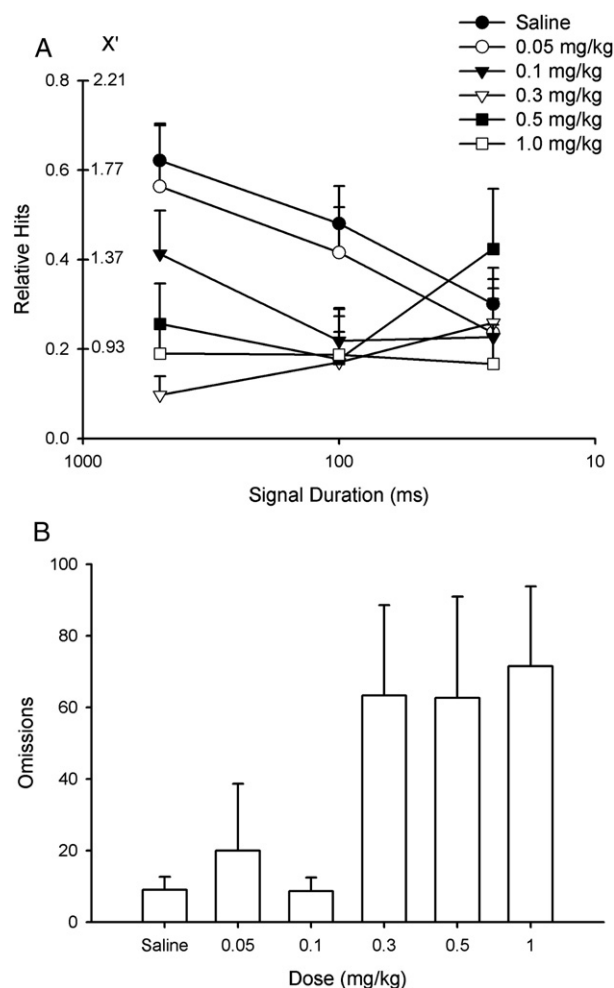 A
X'
Saline
0.05 mg/kg
0.1 mg/kg
0.3 mg/kg
0.5 mg/kg
1.0 mg/kg
0.8
2.21
0.6
1.77
0.4
1.37
0.2
0.93
0.0
Relative Hits
1000
100
10
Signal Duration (ms)
B
100
80
60
40
20
0
Omissions
Saline
0.05
0.1
0.3
0.5
1
Dose (mg/kg)